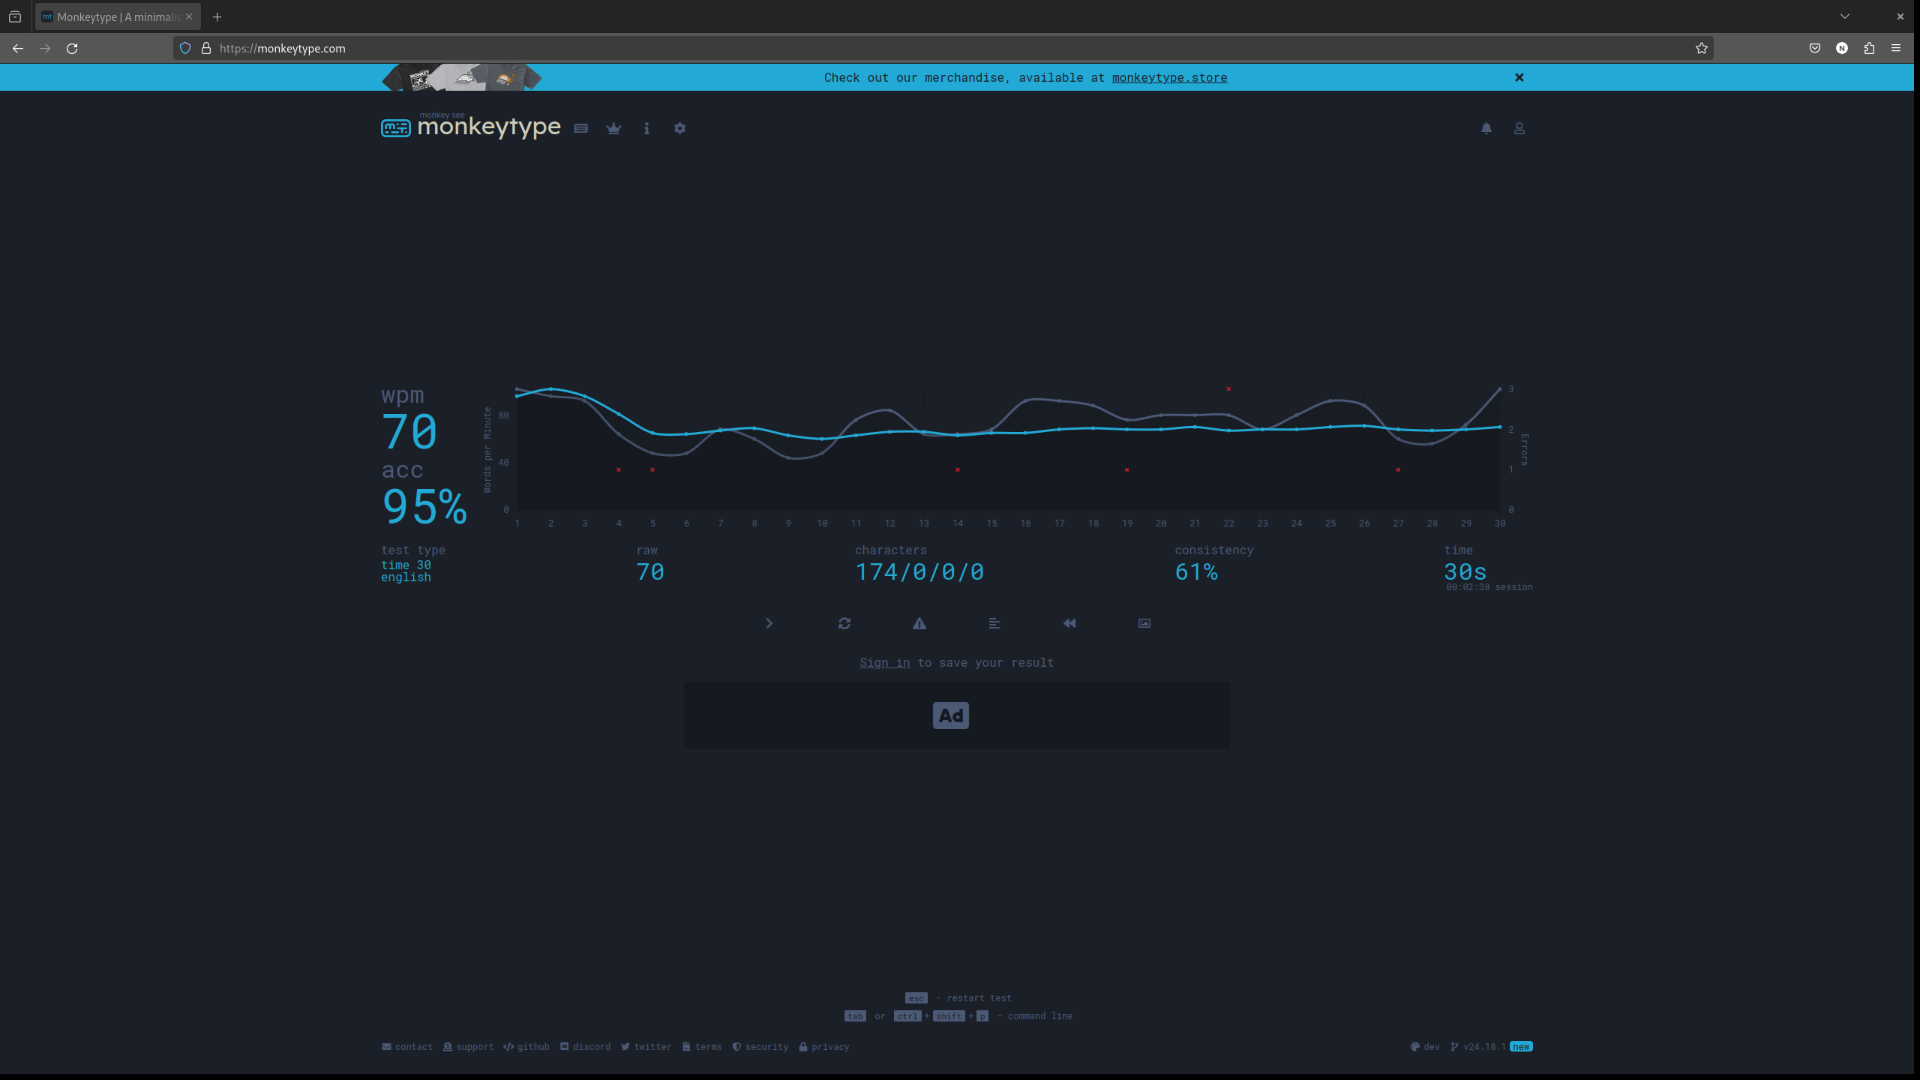 Monkeytype | A minimalis
https://monkeytype.com
Check out our merchandise, available at monkeytype.store
monkey see
monkeytype
wpm
70
acc
95%
Words per Minute
80
40
0
3
2
1
0
Errors
1 2 3 4 5 6 7 8 9 10 11 12 13 14 15 16 17 18 19 20 21 22 23 24 25 26 27 28 29 30
test type
time 30
english
raw
70
characters
174/0/0/0
consistency
61%
time
30s
00:02:38 session
Sign in to save your result
Ad
esc - restart test
tab or ctrl + shift + p - command line
contact support github discord twitter terms security privacy
dev v24.18.1 new